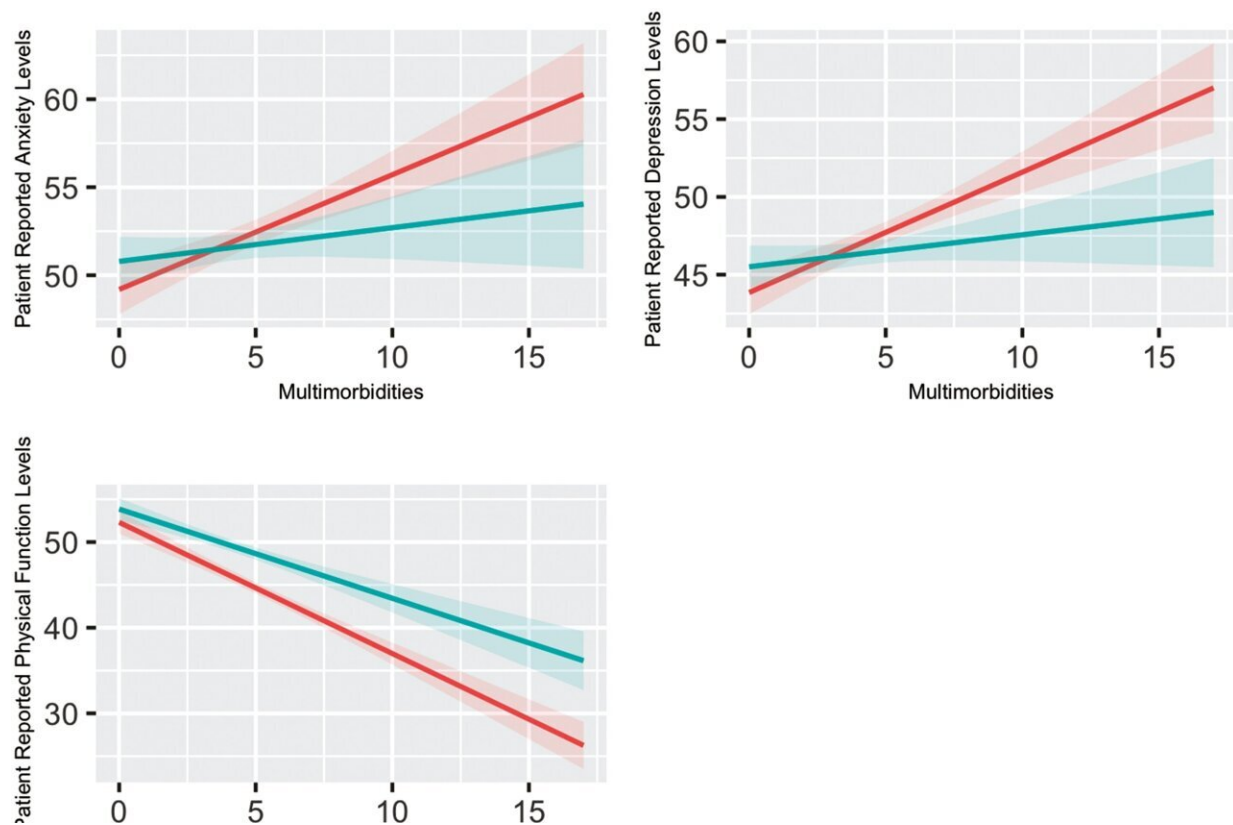 Patient Reported Anxiety Levels
60
55
50
0 5 10 15
Multimorbidities
Patient Reported Depression Levels
60
55
50
45
0 5 10 15
Multimorbidities
Patient Reported Physical Function Levels
50
40
30
0 5 10 15